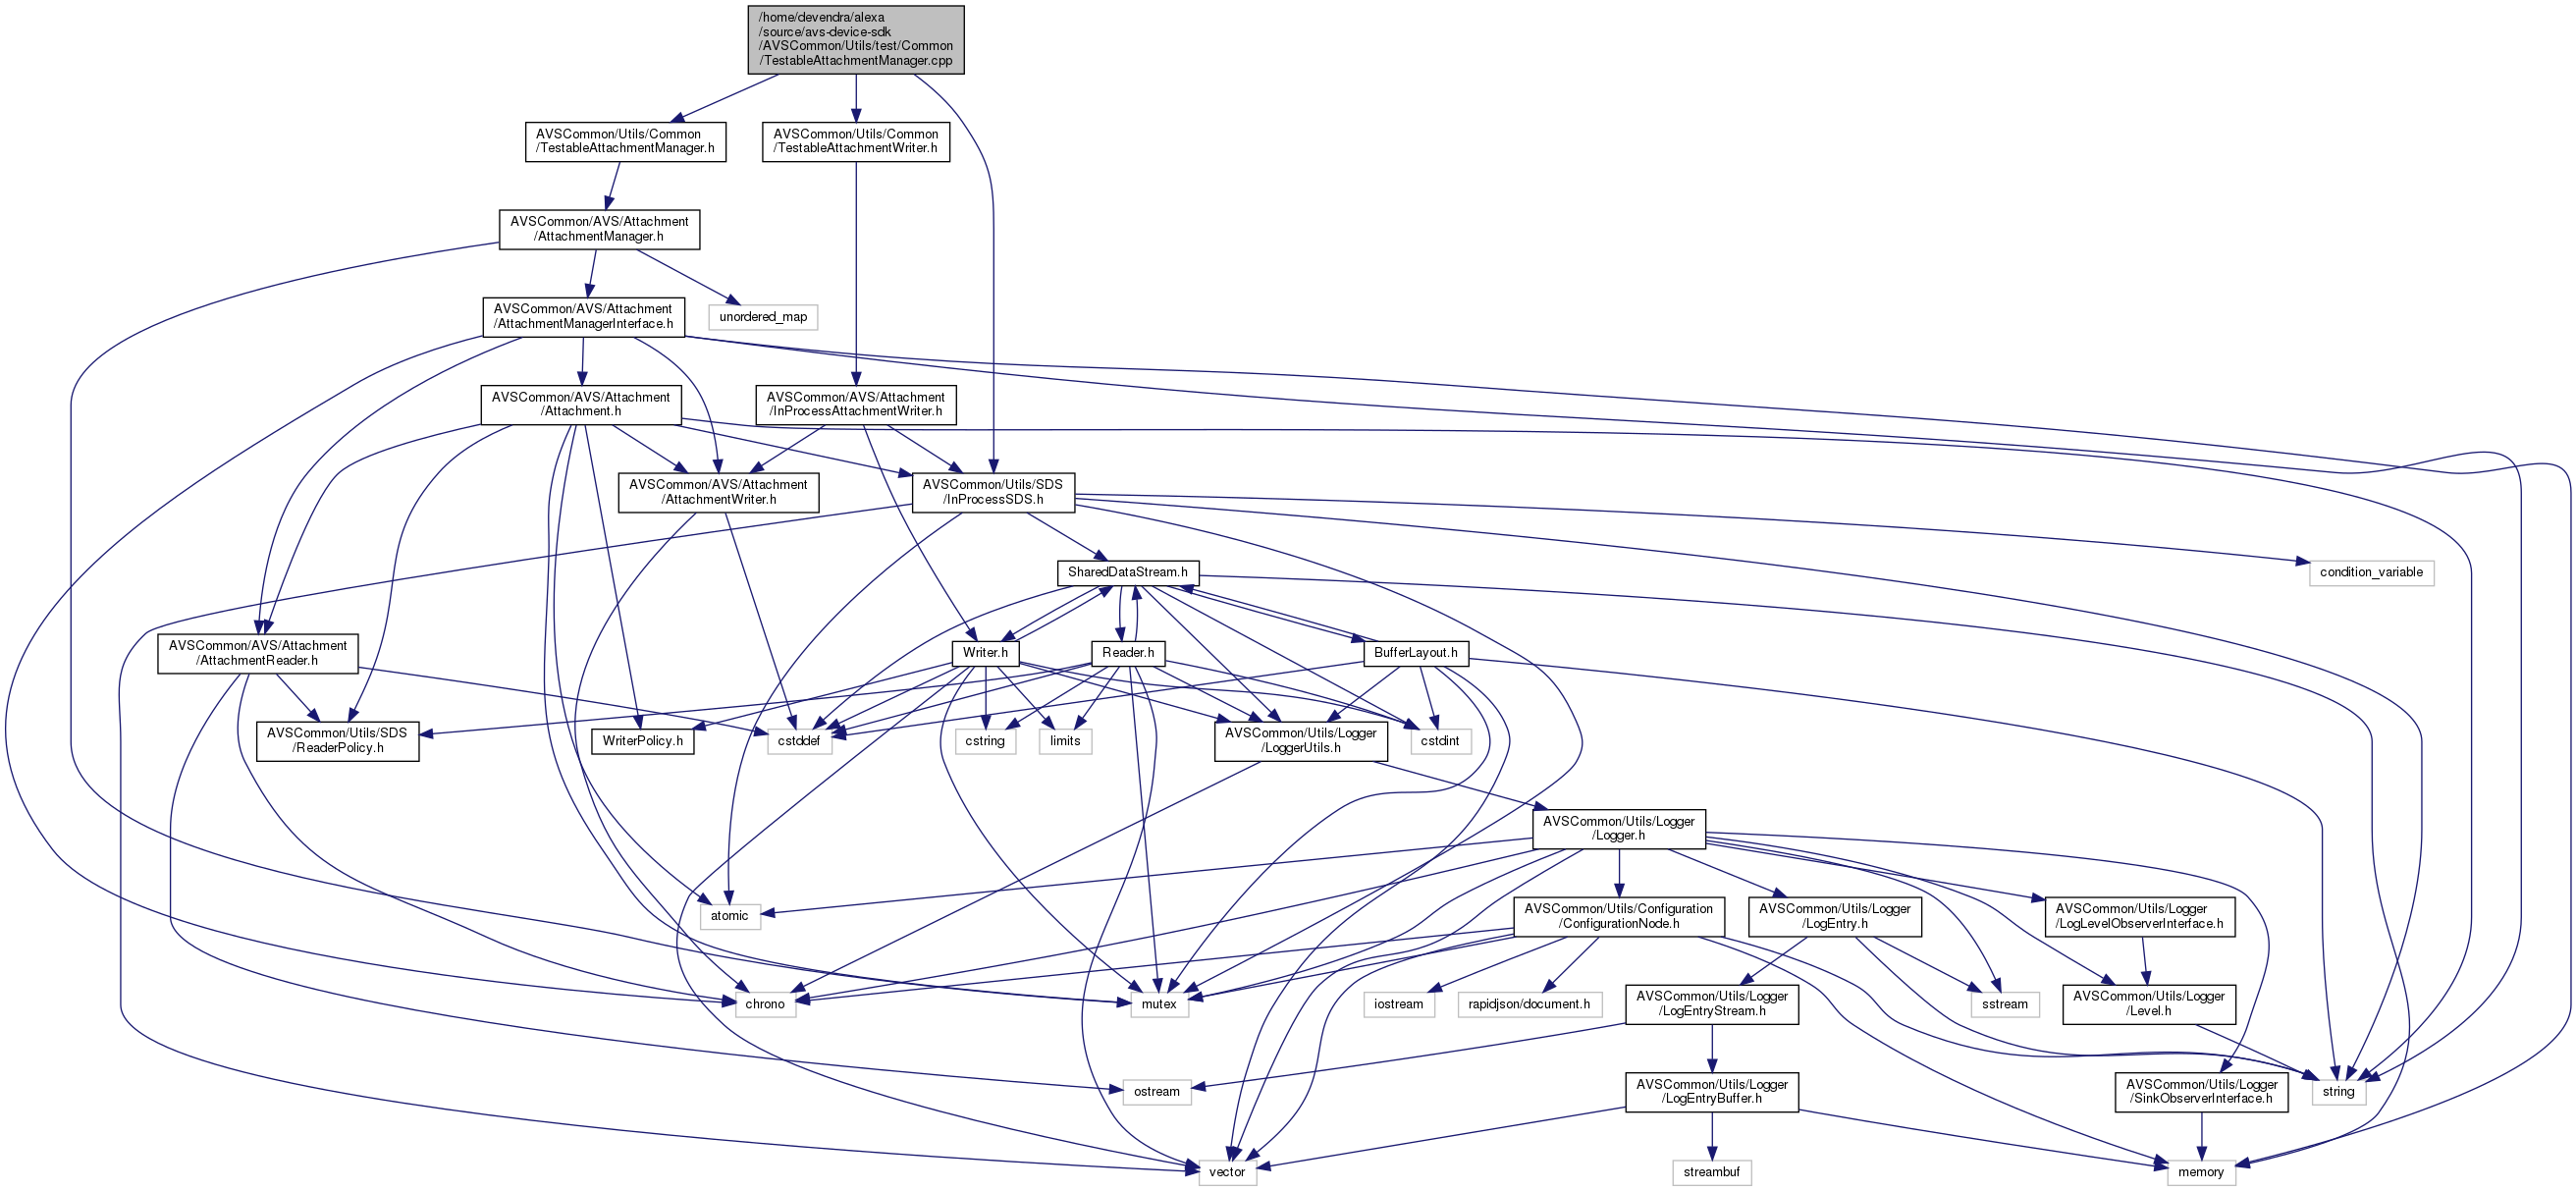 /home/devendra/alexa
/source/avs-device-sdk
/AVSCommon/Utils/test/Common
/TestableAttachmentManager.cpp
AVSCommon/Utils/Common
/TestableAttachmentManager.h
AVSCommon/Utils/Common
/TestableAttachmentWriter.h
AVSCommon/AVS/Attachment
/AttachmentManager.h
AVSCommon/AVS/Attachment
/AttachmentManagerInterface.h
unordered_map
AVSCommon/AVS/Attachment
/Attachment.h
AVSCommon/AVS/Attachment
/InProcessAttachmentWriter.h
AVSCommon/AVS/Attachment
/AttachmentWriter.h
AVSCommon/Utils/SDS
/InProcessSDS.h
SharedDataStream.h
condition_variable
AVSCommon/AVS/Attachment
/AttachmentReader.h
Writer.h
Reader.h
BufferLayout.h
AVSCommon/Utils/SDS
/ReaderPolicy.h
WriterPolicy.h
cstddef
cstring
limits
AVSCommon/Utils/Logger
/LoggerUtils.h
cstdint
AVSCommon/Utils/Logger
/Logger.h
atomic
AVSCommon/Utils/Configuration
/ConfigurationNode.h
AVSCommon/Utils/Logger
/LogEntry.h
AVSCommon/Utils/Logger
/LogLevelObserverInterface.h
chrono
mutex
iostream
rapidjson/document.h
AVSCommon/Utils/Logger
/LogEntryStream.h
sstream
AVSCommon/Utils/Logger
/Level.h
ostream
AVSCommon/Utils/Logger
/LogEntryBuffer.h
AVSCommon/Utils/Logger
/SinkObserverInterface.h
string
vector
streambuf
memory